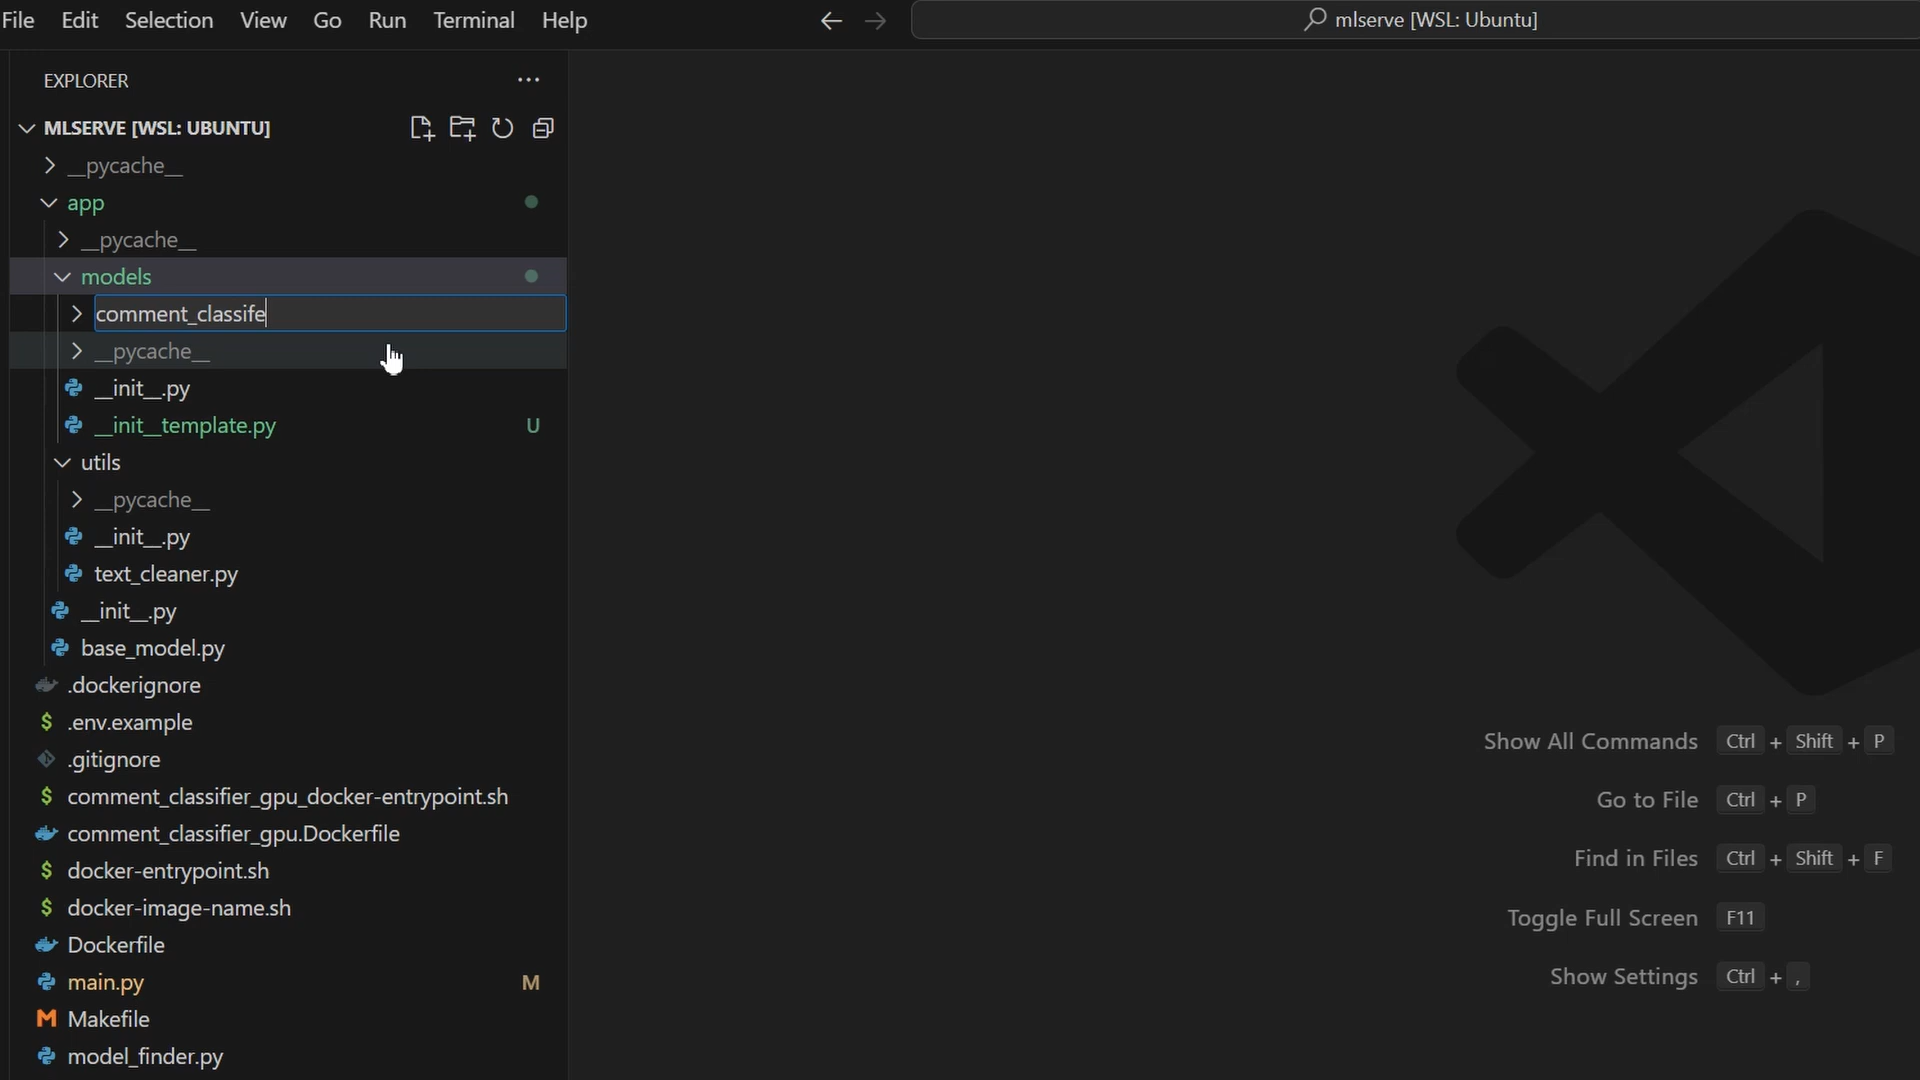 File Edit Selection View Go Run Terminal Help
mlserve [WSL: Ubuntu]
EXPLORER
MLSERVE [WSL: UBUNTU]
__pycache__
app
__pycache__
models
comment_classife
__pycache__
__init__.py
__init__template.py U
utils
__pycache__
__init__.py
text_cleaner.py
__init__.py
base_model.py
.dockerignore
.env.example
.gitignore
comment_classifier_gpu_docker-entrypoint.sh
comment_classifier_gpu.Dockerfile
docker-entrypoint.sh
docker-image-name.sh
Dockerfile
main.py M
Makefile
model_finder.py
Show All Commands Ctrl + Shift + P
Go to File Ctrl + P
Find in Files Ctrl + Shift + F
Toggle Full Screen F11
Show Settings Ctrl + ,